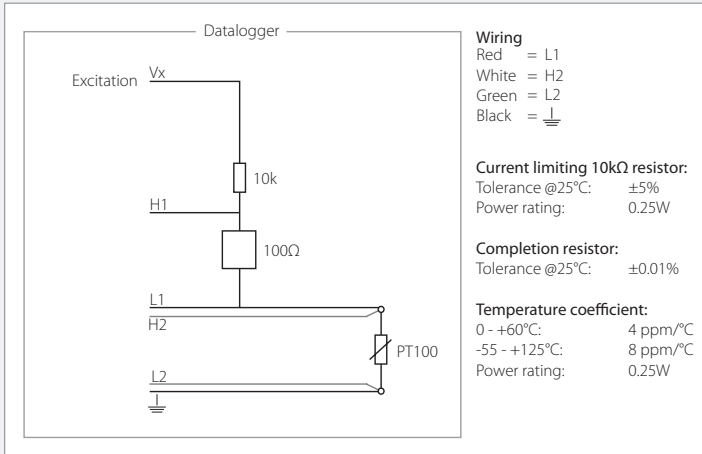 Datalogger
Excitation Vx
10k
H1
100Ω
L1
H2
PT100
L2
Wiring
Red = L1
White = H2
Green = L2
Black =
Current limiting 10kΩ resistor:
Tolerance @25°C: ±5%
Power rating: 0.25W
Completion resistor:
Tolerance @25°C: ±0.01%
Temperature coefficient:
0 - +60°C: 4 ppm/°C
-55 - +125°C: 8 ppm/°C
Power rating: 0.25W